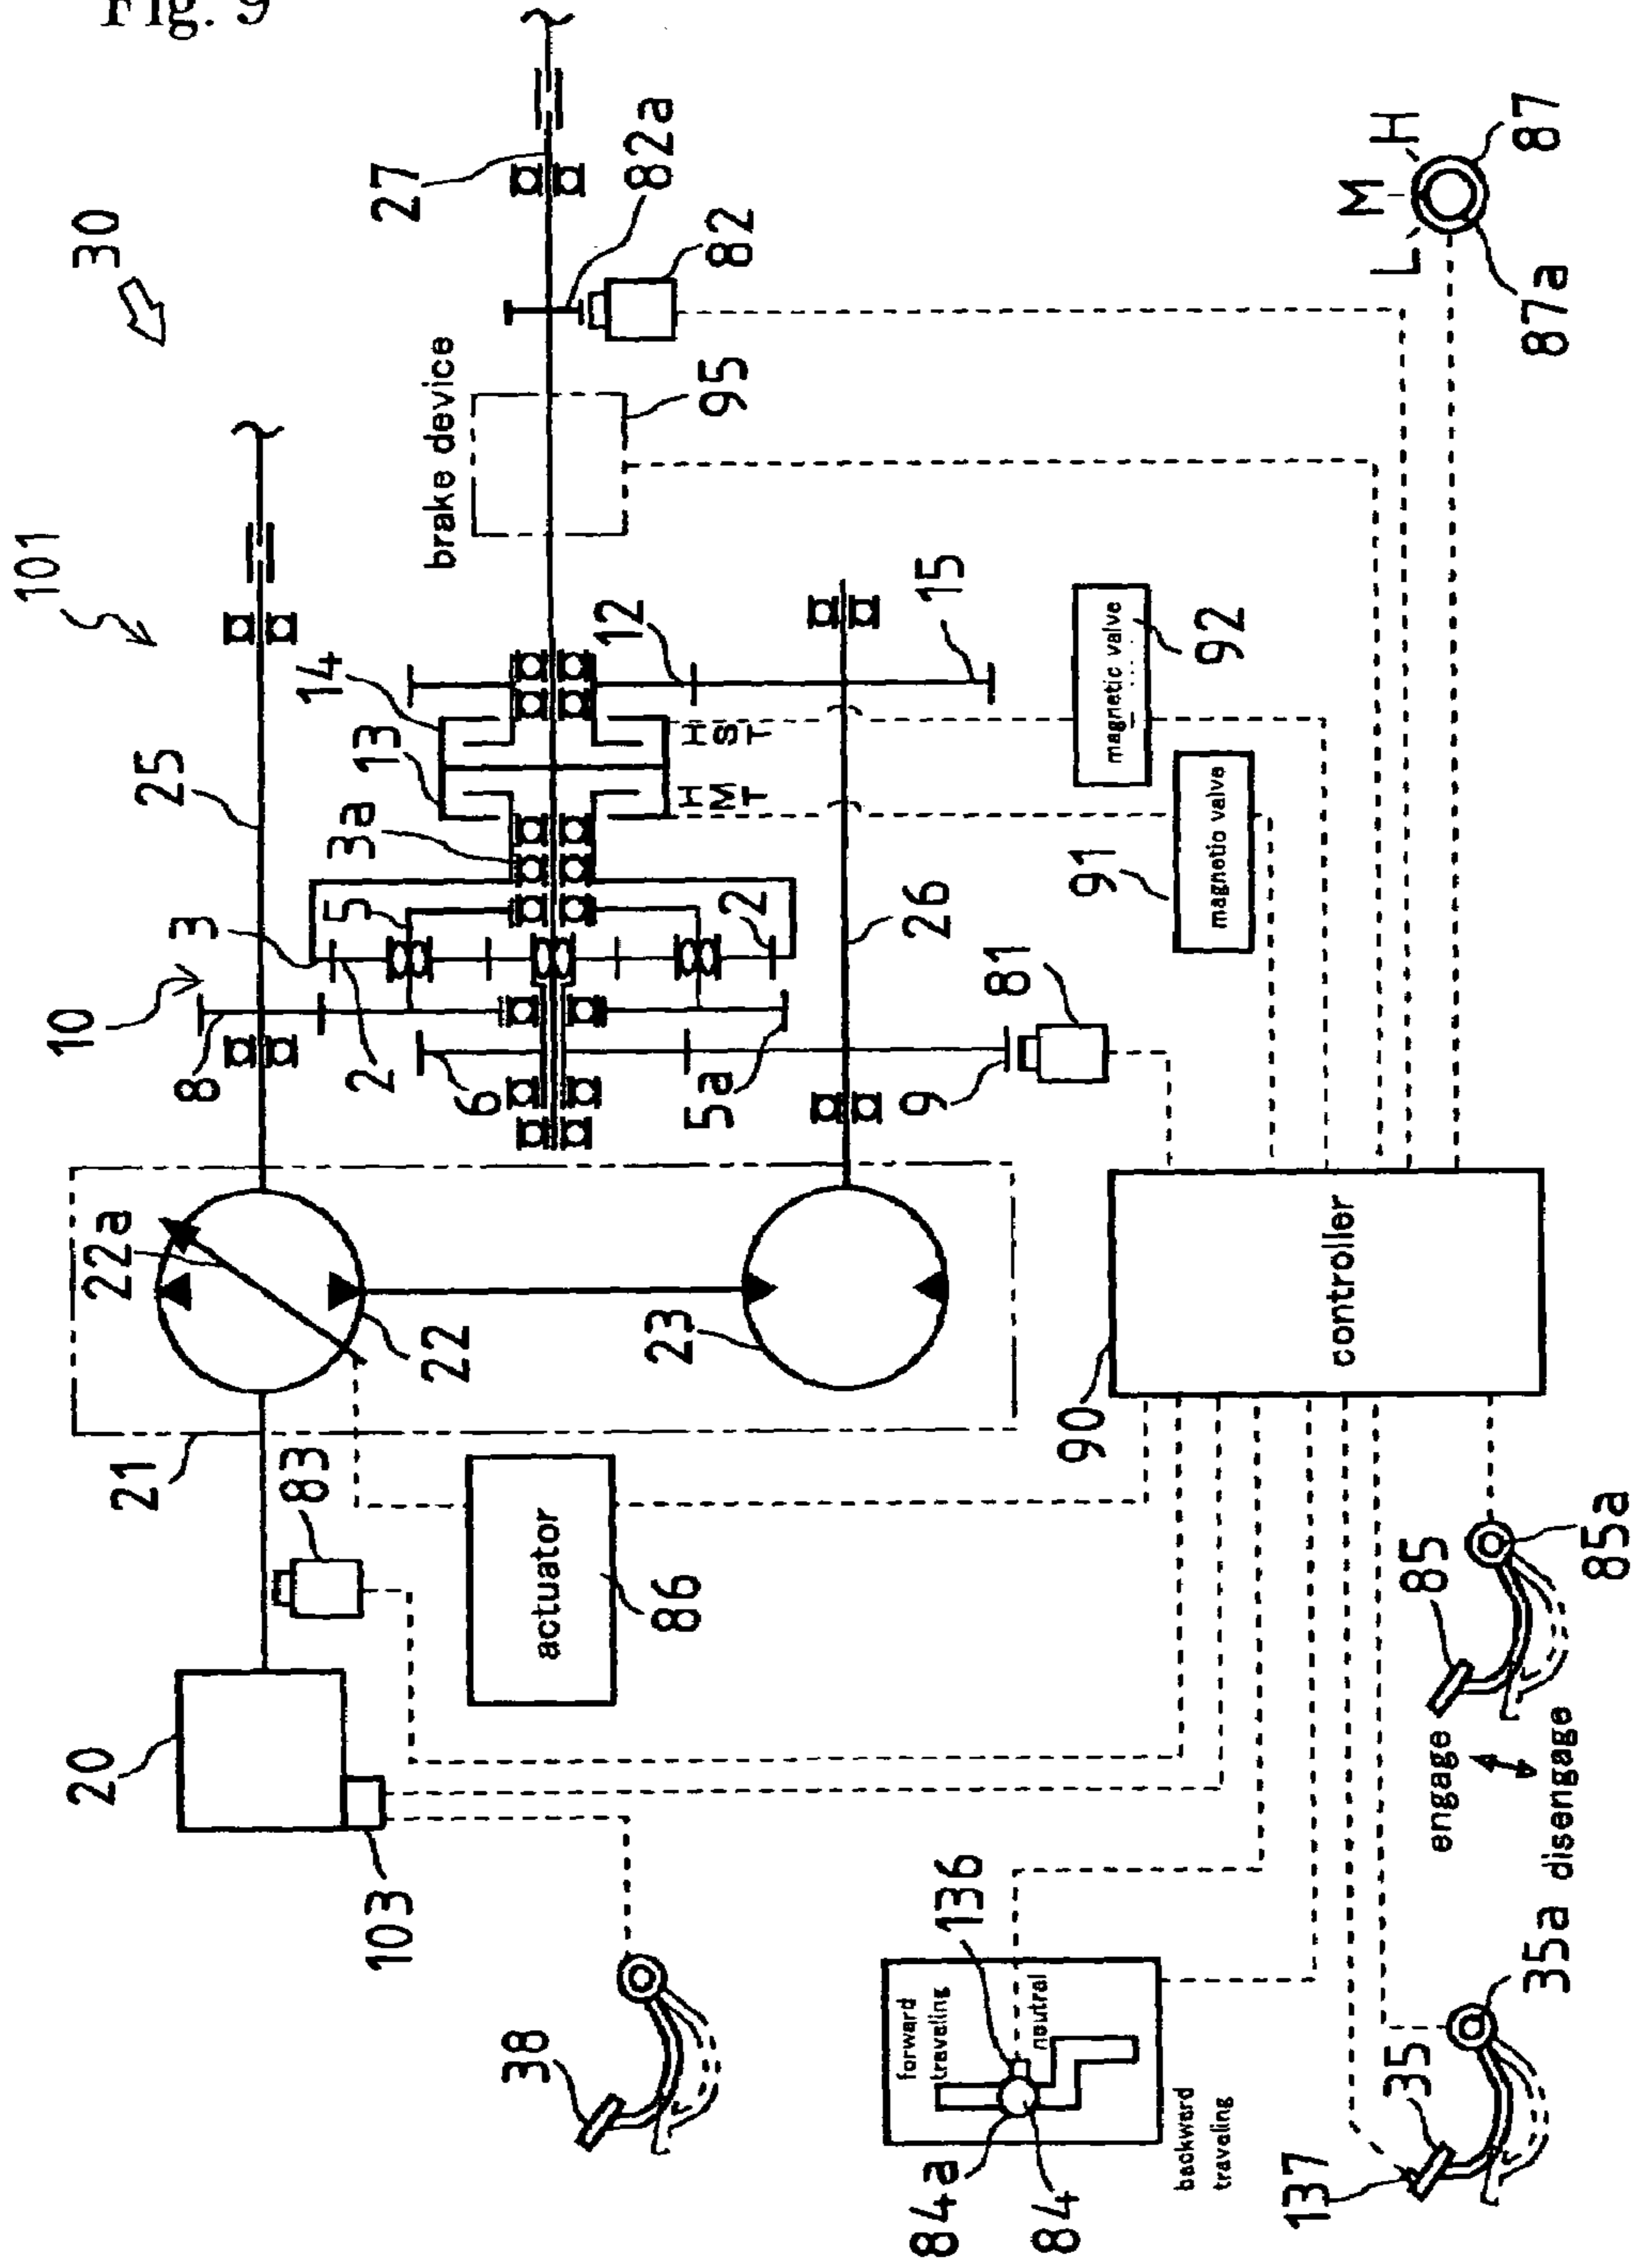 Fig. 9
30
101
27
82a
82
brake device
95
25
14
13
3a
12
15
H S T
H M T
3
5
2
10
8
2
6
5a
26
9
81
91
magnetio valve
magnetic valve
92
L M H
87
87a
22a
22
23
21
83
actuator
86
controller
90
20
103
38
136
forward
traveling
neutral
backward
traveling
84a
84
85
85a
engage
disengage
35
35a
137